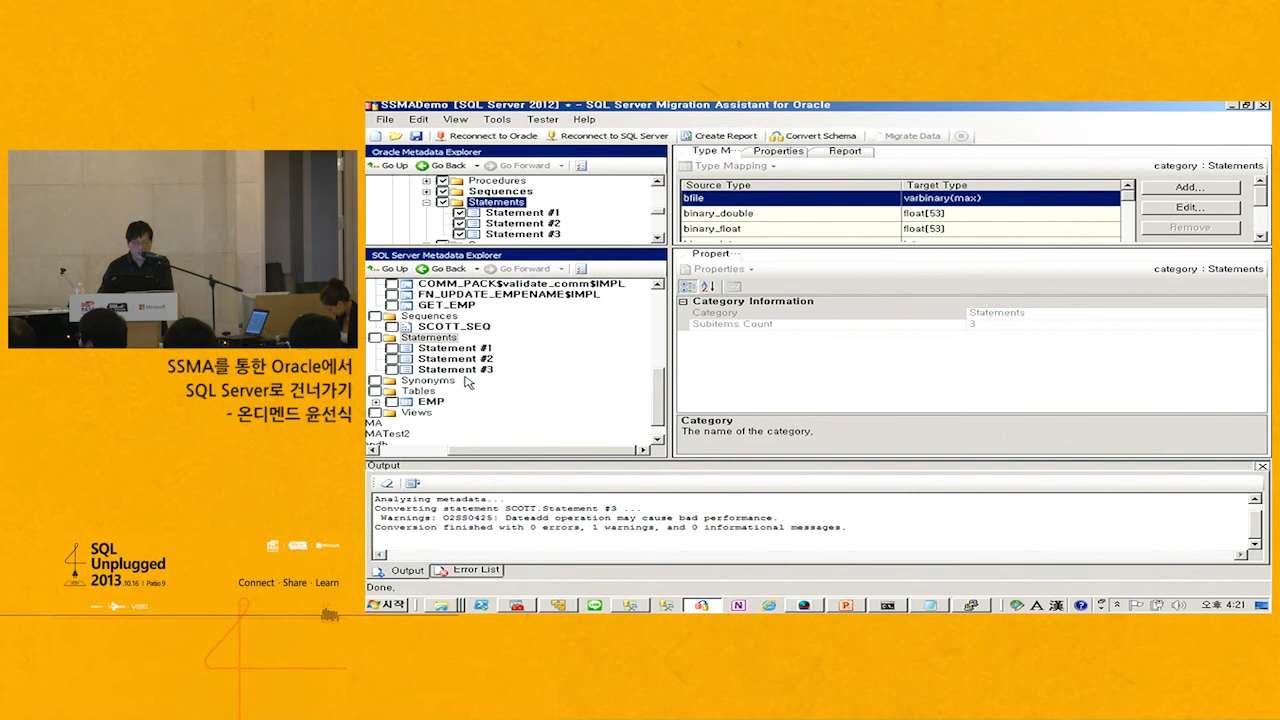 SSMADemo [SQL Server 2012] * - SQL Server Migration Assistant for Oracle
File Edit View Tools Tester Help
Reconnect to Oracle Reconnect to SQL Server Create Report Convert Schema Migrate Data
Oracle Metadata Explorer
Go Up Go Back Go Forward
Procedures
Sequences
Statements
Statement #1
Statement #2
Statement #3
Type M··· Properties Report
Type Mapping
category : Statements
Source Type Target Type
bfile varbinary(max)
binary_double float[53]
binary_float float[53]
Add...
Edit...
Remove
SQL Server Metadata Explorer
Go Up Go Back Go Forward
COMM_PACK$validate_comm$IMPL
FN_UPDATE_EMPENAME$IMPL
GET_EMP
Sequences
SCOTT_SEQ
Statements
Statement #1
Statement #2
Statement #3
Synonyms
Tables
EMP
Views
MA
MATest2
Propert···
Properties
category : Statements
Category Information
Category Statements
Subitems Count 3
Category
The name of the category,
Output
Analyzing metadata...
Converting statement SCOTT.Statement #3 ...
Warnings: O2SS0425: Dateadd operation may cause bad performance.
Conversion finished with 0 errors, 1 warnings, and 0 informational messages.
Output Error List
Done,
시작
A 漢 오후 4:21
Microsoft
SSMA를 통한 Oracle에서
SQL Server로 건너가기
- 온디멘드 윤선식
SQL
Unplugged
2013.10.16 | Patio 9
Connect · Share · Learn